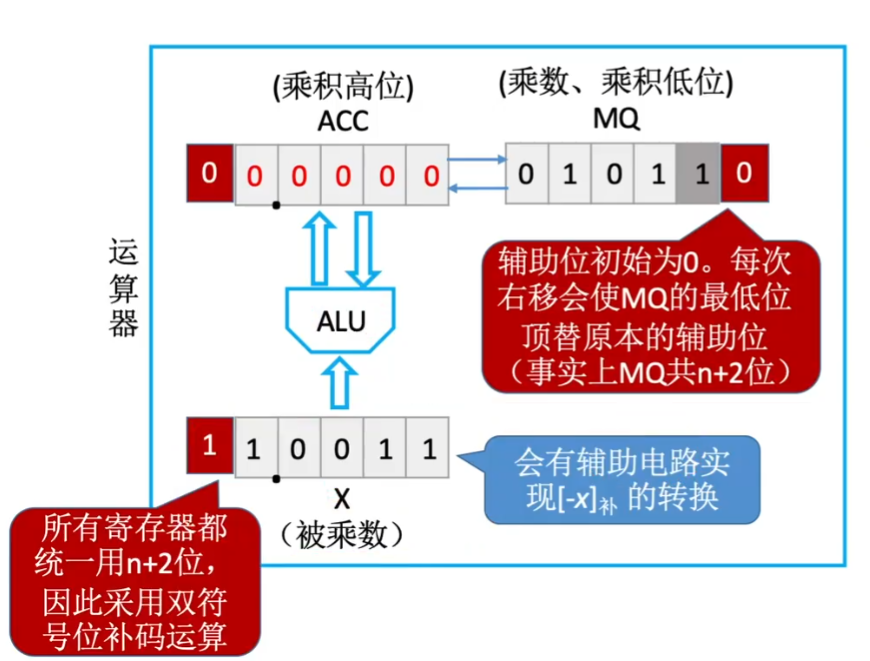 (乘积高位)
ACC
(乘数、乘积低位)
MQ
0 0 0 0 0 0
0 1 0 1 1 0
运算器
辅助位初始为0。每次
右移会使MQ的最低位
顶替原本的辅助位
（事实上MQ共n+2位）
ALU
1 1 0 0 1 1
X
（被乘数）
会有辅助电路实
现[-x]补 的转换
所有寄存器都
统一用n+2位，
因此采用双符
号位补码运算